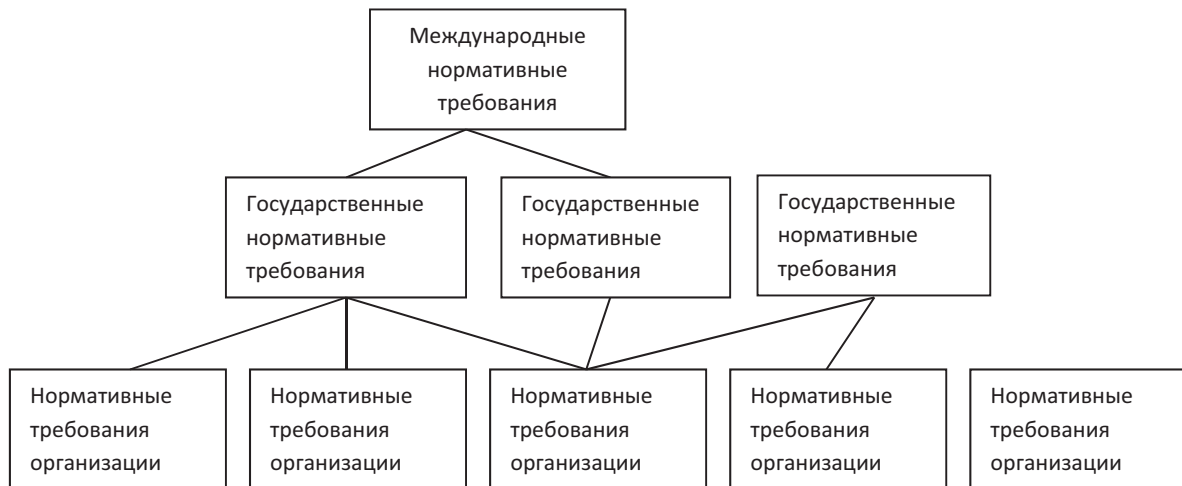 Международные
нормативные
требования
Государственные
нормативные
требования
Государственные
нормативные
требования
Государственные
нормативные
требования
Нормативные
требования
организации
Нормативные
требования
организации
Нормативные
требования
организации
Нормативные
требования
организации
Нормативные
требования
организации